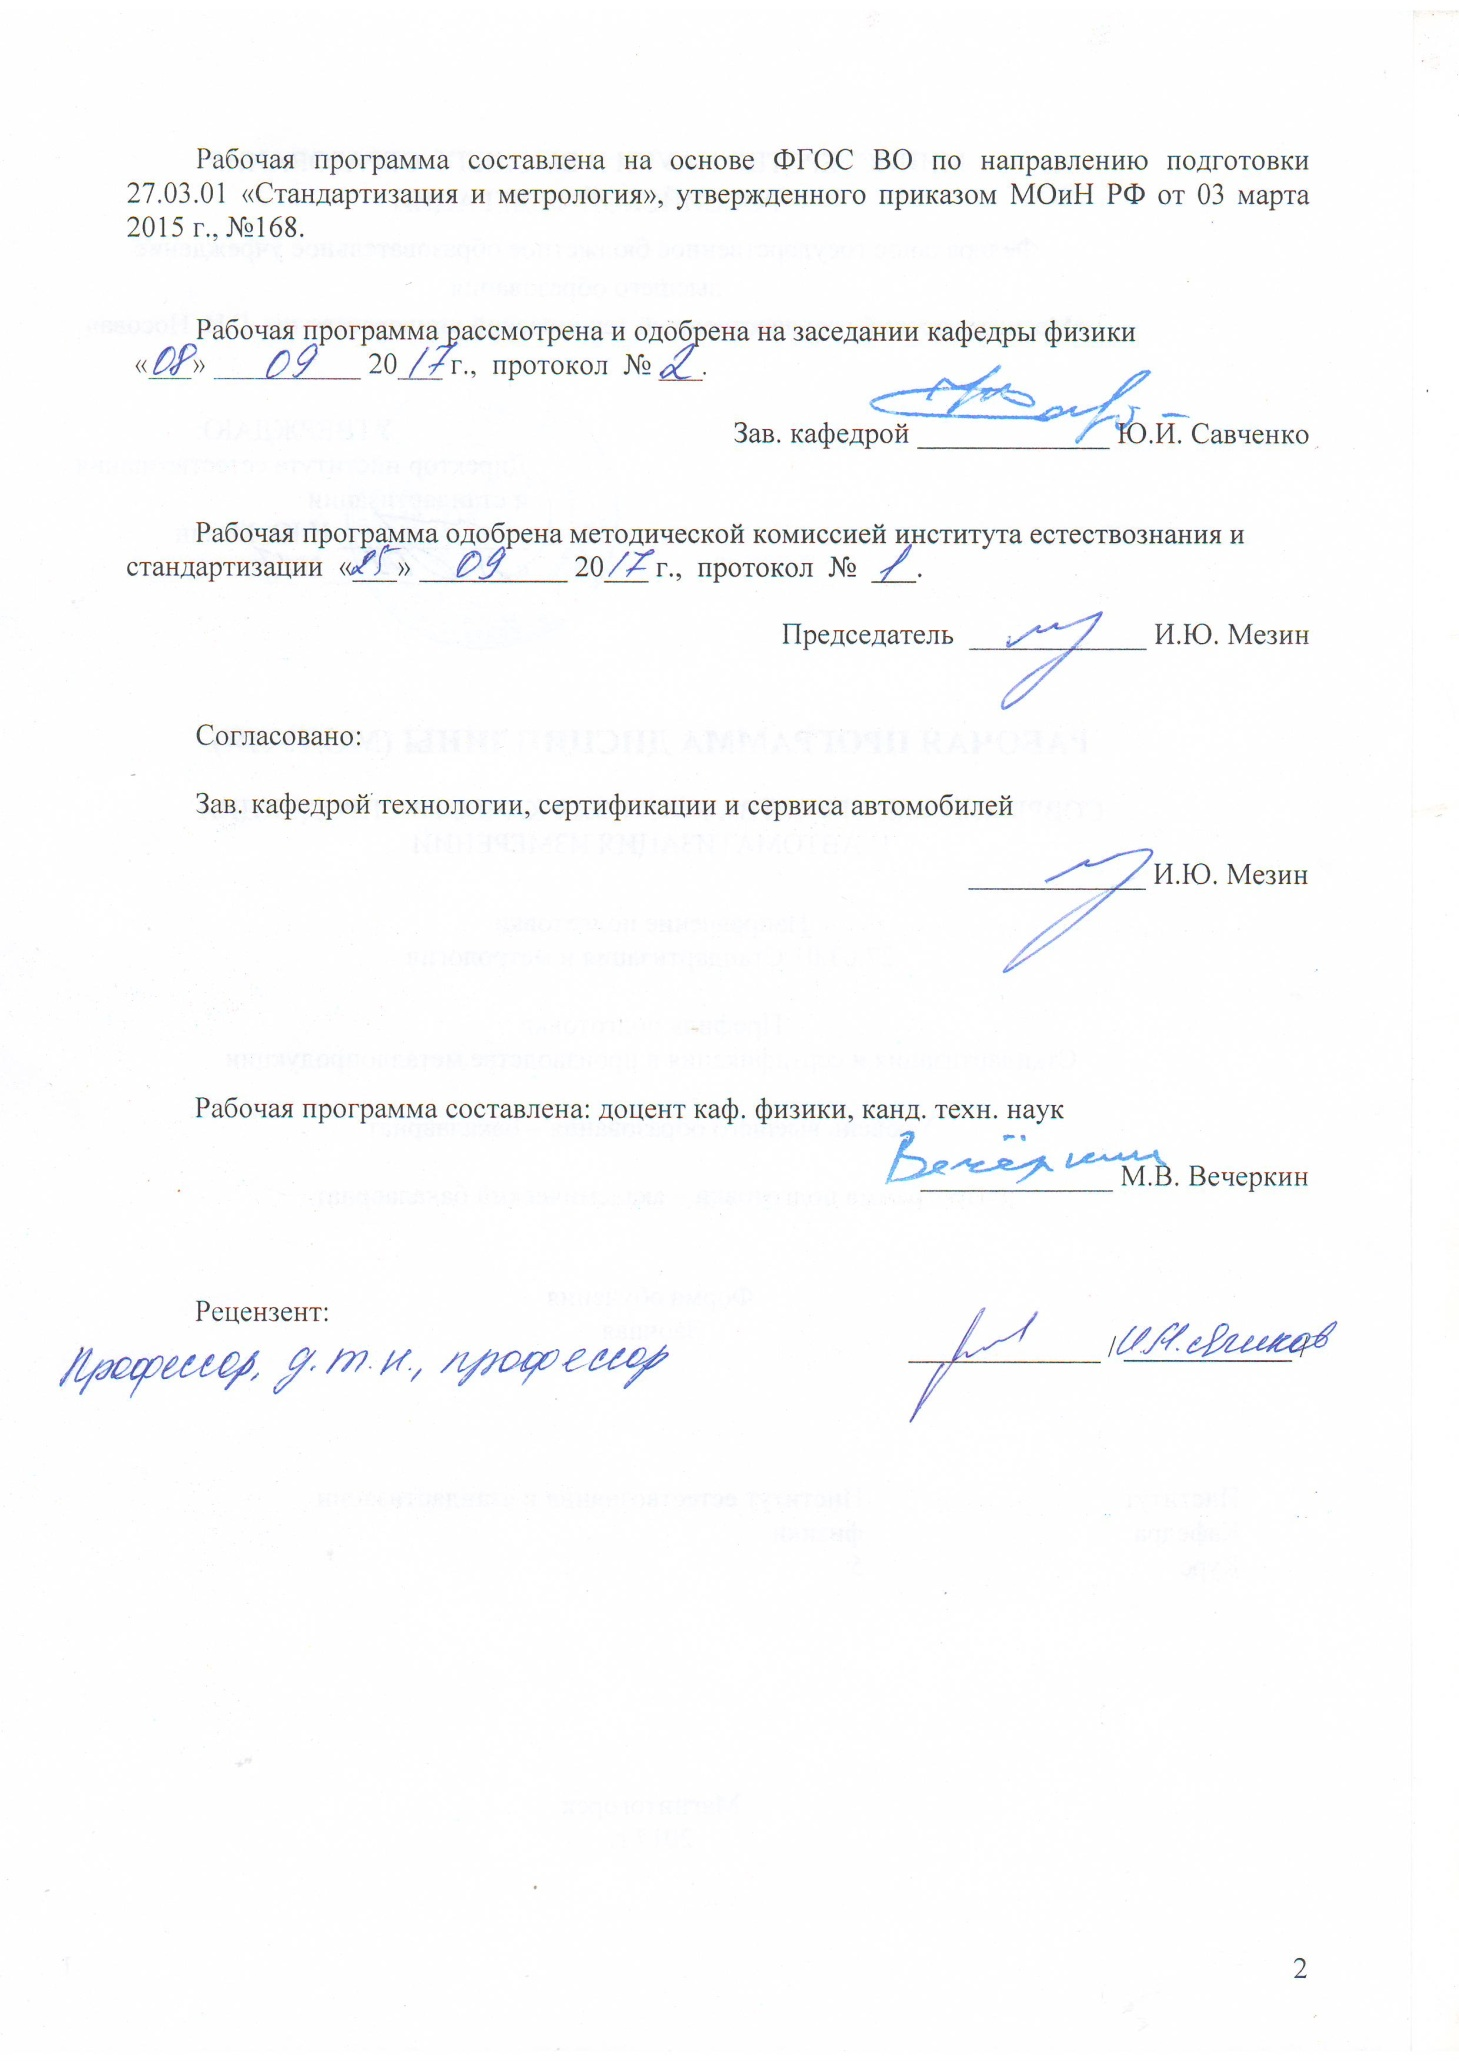 Рабочая программа составлена на основе ФГОС ВО по направлению подготовки
27.03.01 «Стандартизация и метрология», утвержденного приказом МОиН РФ от 03 марта
2015 г., №168.
Рабочая программа рассмотрена и одобрена на заседании кафедры физики
«08» 09 2017 г., протокол № 2.
Зав. кафедрой Ю.И. Савченко
Рабочая программа одобрена методической комиссией института естествознания и
стандартизации «25» 09 2017 г., протокол № 1.
Председатель И.Ю. Мезин
Согласовано:
Зав. кафедрой технологии, сертификации и сервиса автомобилей
И.Ю. Мезин
Рабочая программа составлена: доцент каф. физики, канд. техн. наук
Вечёркин М.В. Вечеркин
Рецензент:
Профессор, д.т.н., профессор / И.М. Ячиков /
2